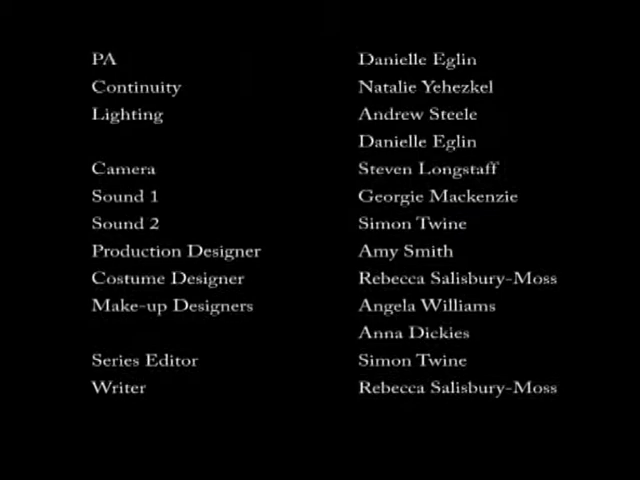 PA Danielle Eglin
Continuity Natalie Yehezkel
Lighting Andrew Steele
Danielle Eglin
Camera Steven Longstaff
Sound 1 Georgie Mackenzie
Sound 2 Simon Twine
Production Designer Amy Smith
Costume Designer Rebecca Salisbury-Moss
Make-up Designers Angela Williams
Anna Dickies
Series Editor Simon Twine
Writer Rebecca Salisbury-Moss